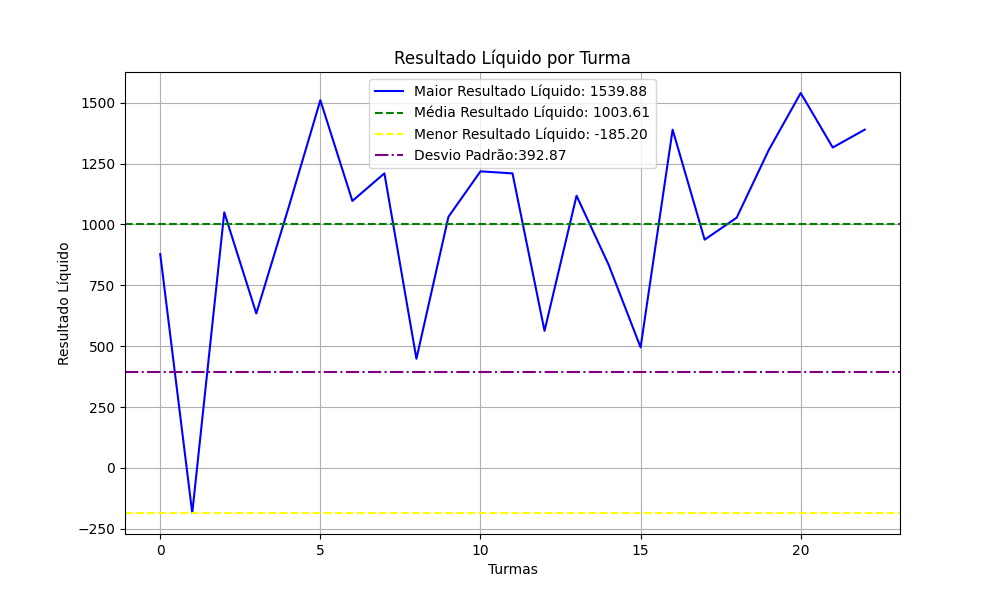 Resultado Líquido por Turma
Maior Resultado Líquido: 1539.88
Média Resultado Líquido: 1003.61
Menor Resultado Líquido: -185.20
Desvio Padrão:392.87
Resultado Líquido
1500
1250
1000
750
500
250
0
−250
0 5 10 15 20
Turmas